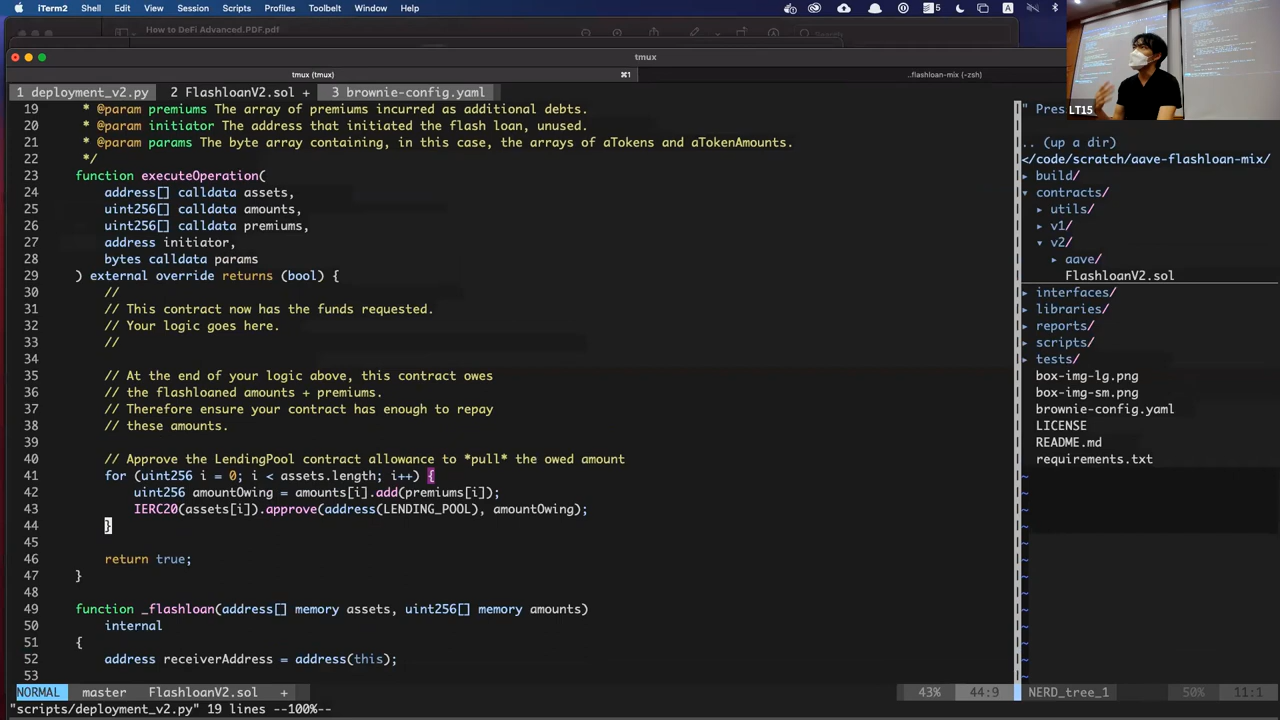 iTerm2 Shell Edit View Session Scripts Profiles Toolbelt Window Help 5 A
How to DeFi Advanced.PDF.pdf
tmux
tmux (tmux) ⌘1 ..flashloan-mix (-zsh)
1 deployment_v2.py 2 FlashloanV2.sol + 3 brownie-config.yaml
19 * @param premiums The array of premiums incurred as additional debts.
20 * @param initiator The address that initiated the flash loan, unused.
21 * @param params The byte array containing, in this case, the arrays of aTokens and aTokenAmounts.
22 */
23 function executeOperation(
24 address[] calldata assets,
25 uint256[] calldata amounts,
26 uint256[] calldata premiums,
27 address initiator,
28 bytes calldata params
29 ) external override returns (bool) {
30 //
31 // This contract now has the funds requested.
32 // Your logic goes here.
33 //
34
35 // At the end of your logic above, this contract owes
36 // the flashloaned amounts + premiums.
37 // Therefore ensure your contract has enough to repay
38 // these amounts.
39
40 // Approve the LendingPool contract allowance to *pull* the owed amount
41 for (uint256 i = 0; i < assets.length; i++) {
42 uint256 amountOwing = amounts[i].add(premiums[i]);
43 IERC20(assets[i]).approve(address(LENDING_POOL), amountOwing);
44 }
45
46 return true;
47 }
48
49 function _flashloan(address[] memory assets, uint256[] memory amounts)
50 internal
51 {
52 address receiverAddress = address(this);
53
NORMAL master FlashloanV2.sol + 43% 44:9
"scripts/deployment_v2.py" 19 lines --100%--
LT15
" Pres
.. (up a dir)
</code/scratch/aave-flashloan-mix/
▸ build/
▾ contracts/
▸ utils/
▸ v1/
▾ v2/
▸ aave/
FlashloanV2.sol
▸ interfaces/
▸ libraries/
▸ reports/
▸ scripts/
▸ tests/
box-img-lg.png
box-img-sm.png
brownie-config.yaml
LICENSE
README.md
requirements.txt
~
~
~
~
~
~
~
~
~
~
~
~
NERD_tree_1 50% 11:1